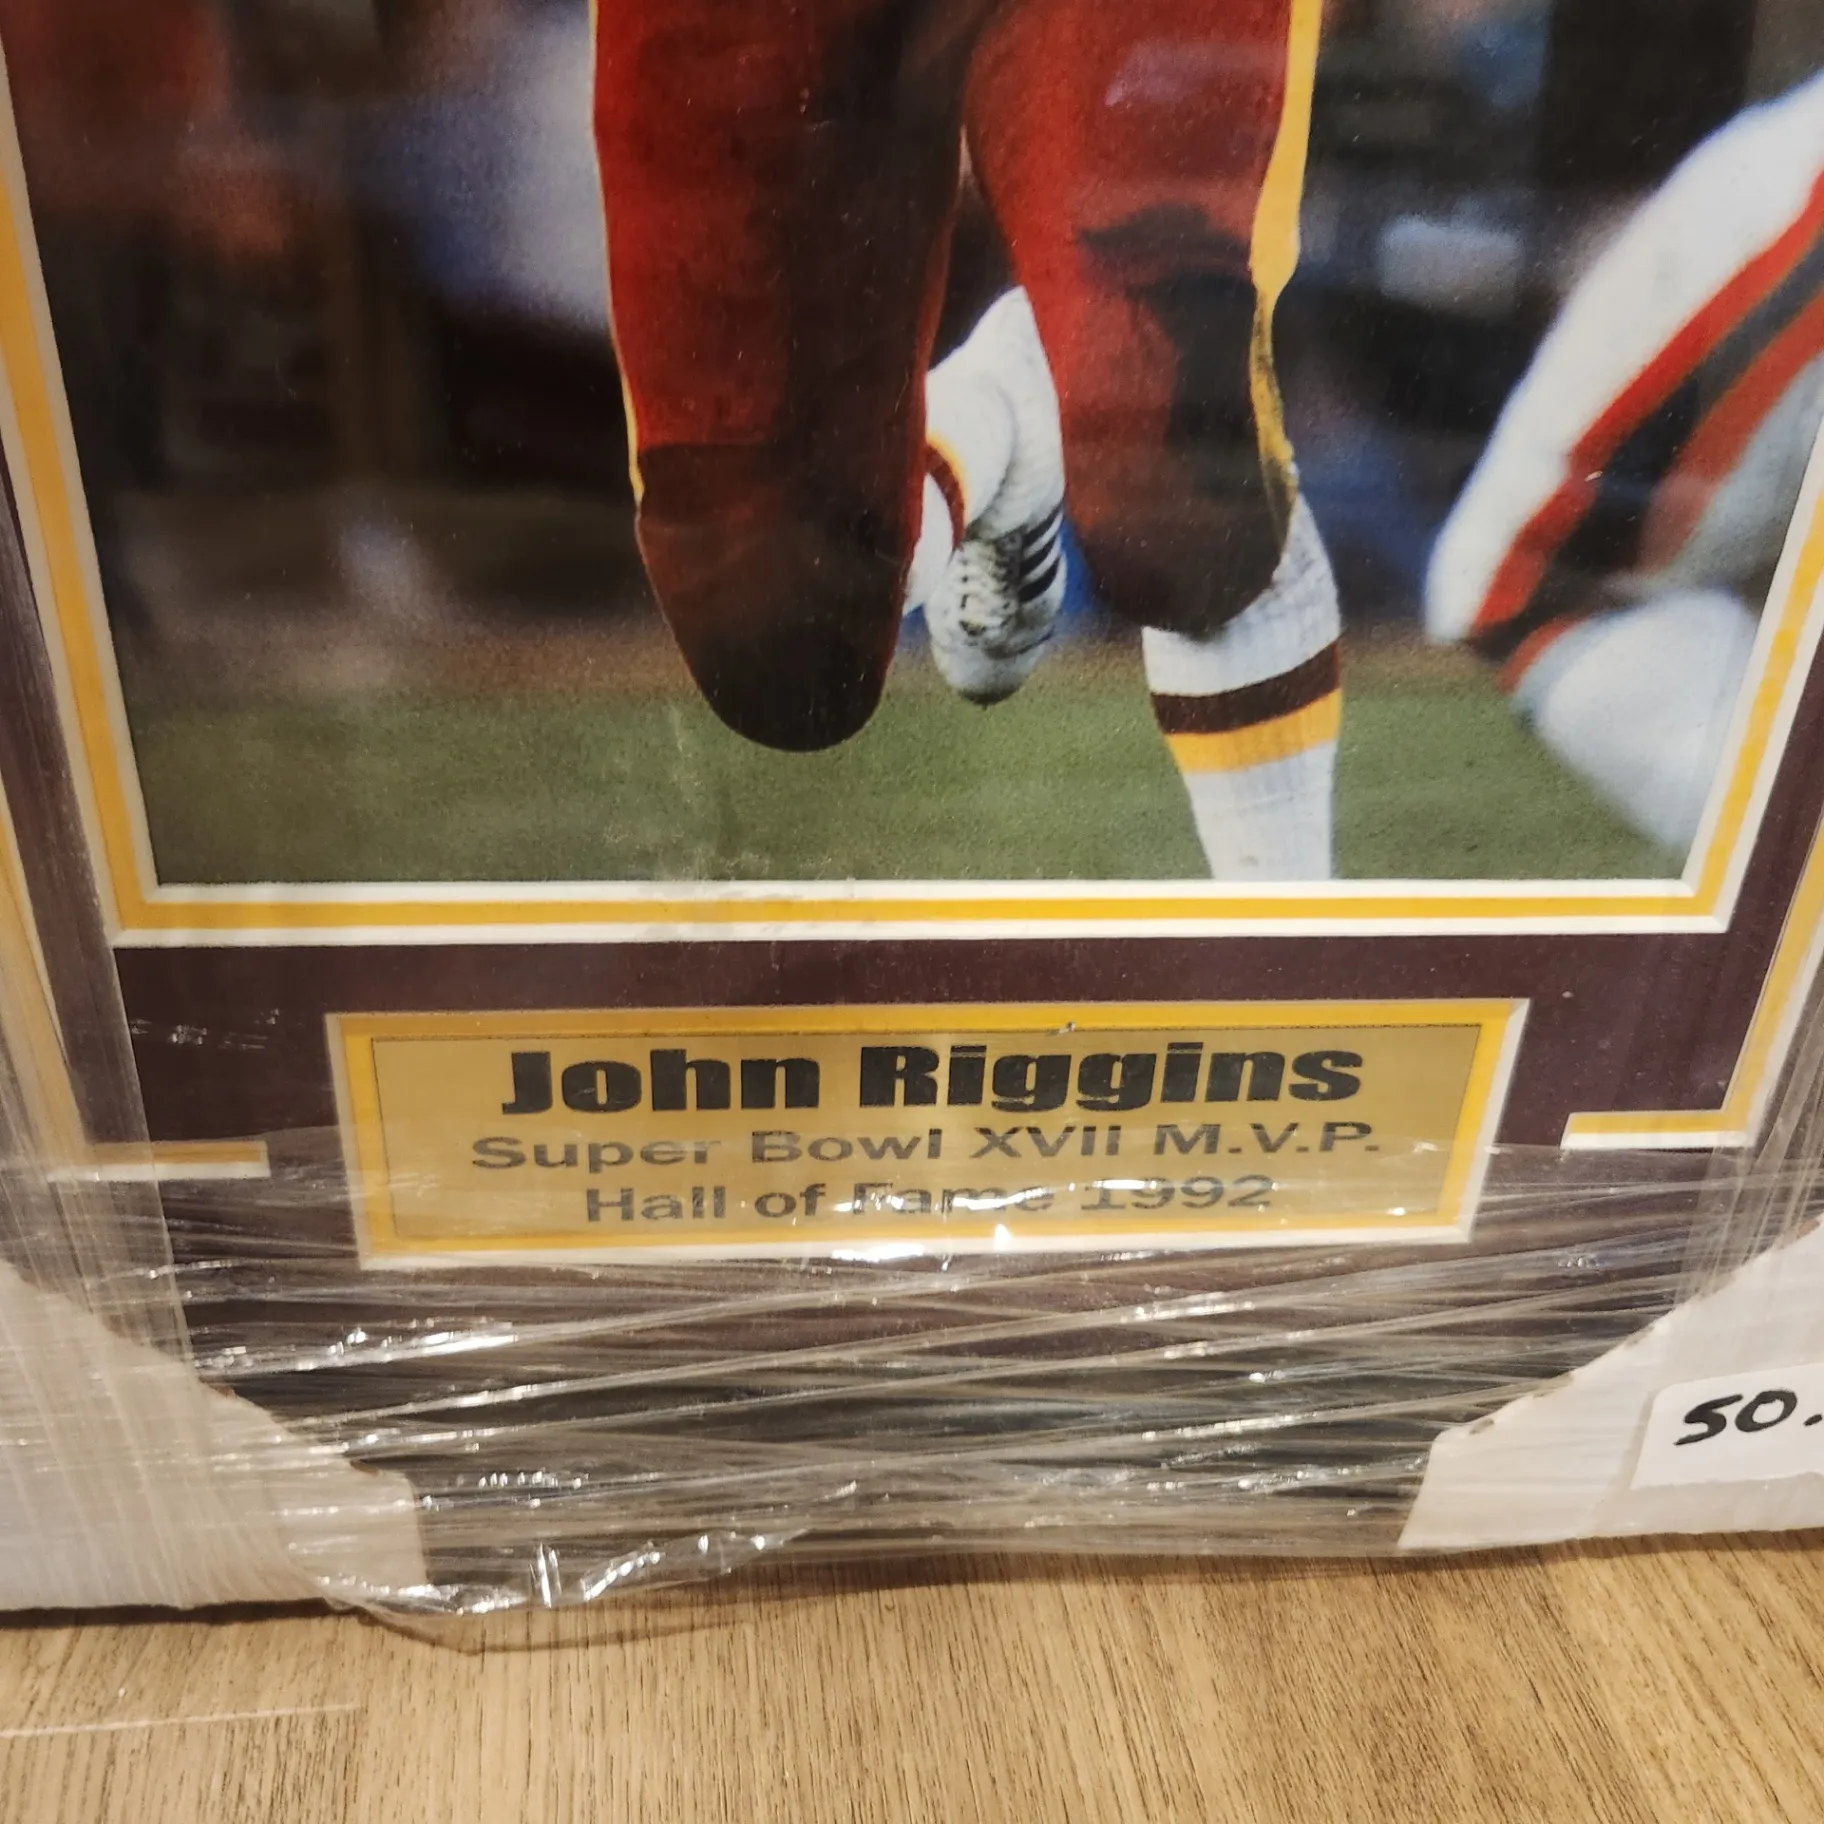 John Riggins
Super Bowl XVII M.V.P.
Hall of Fame 1992
50.